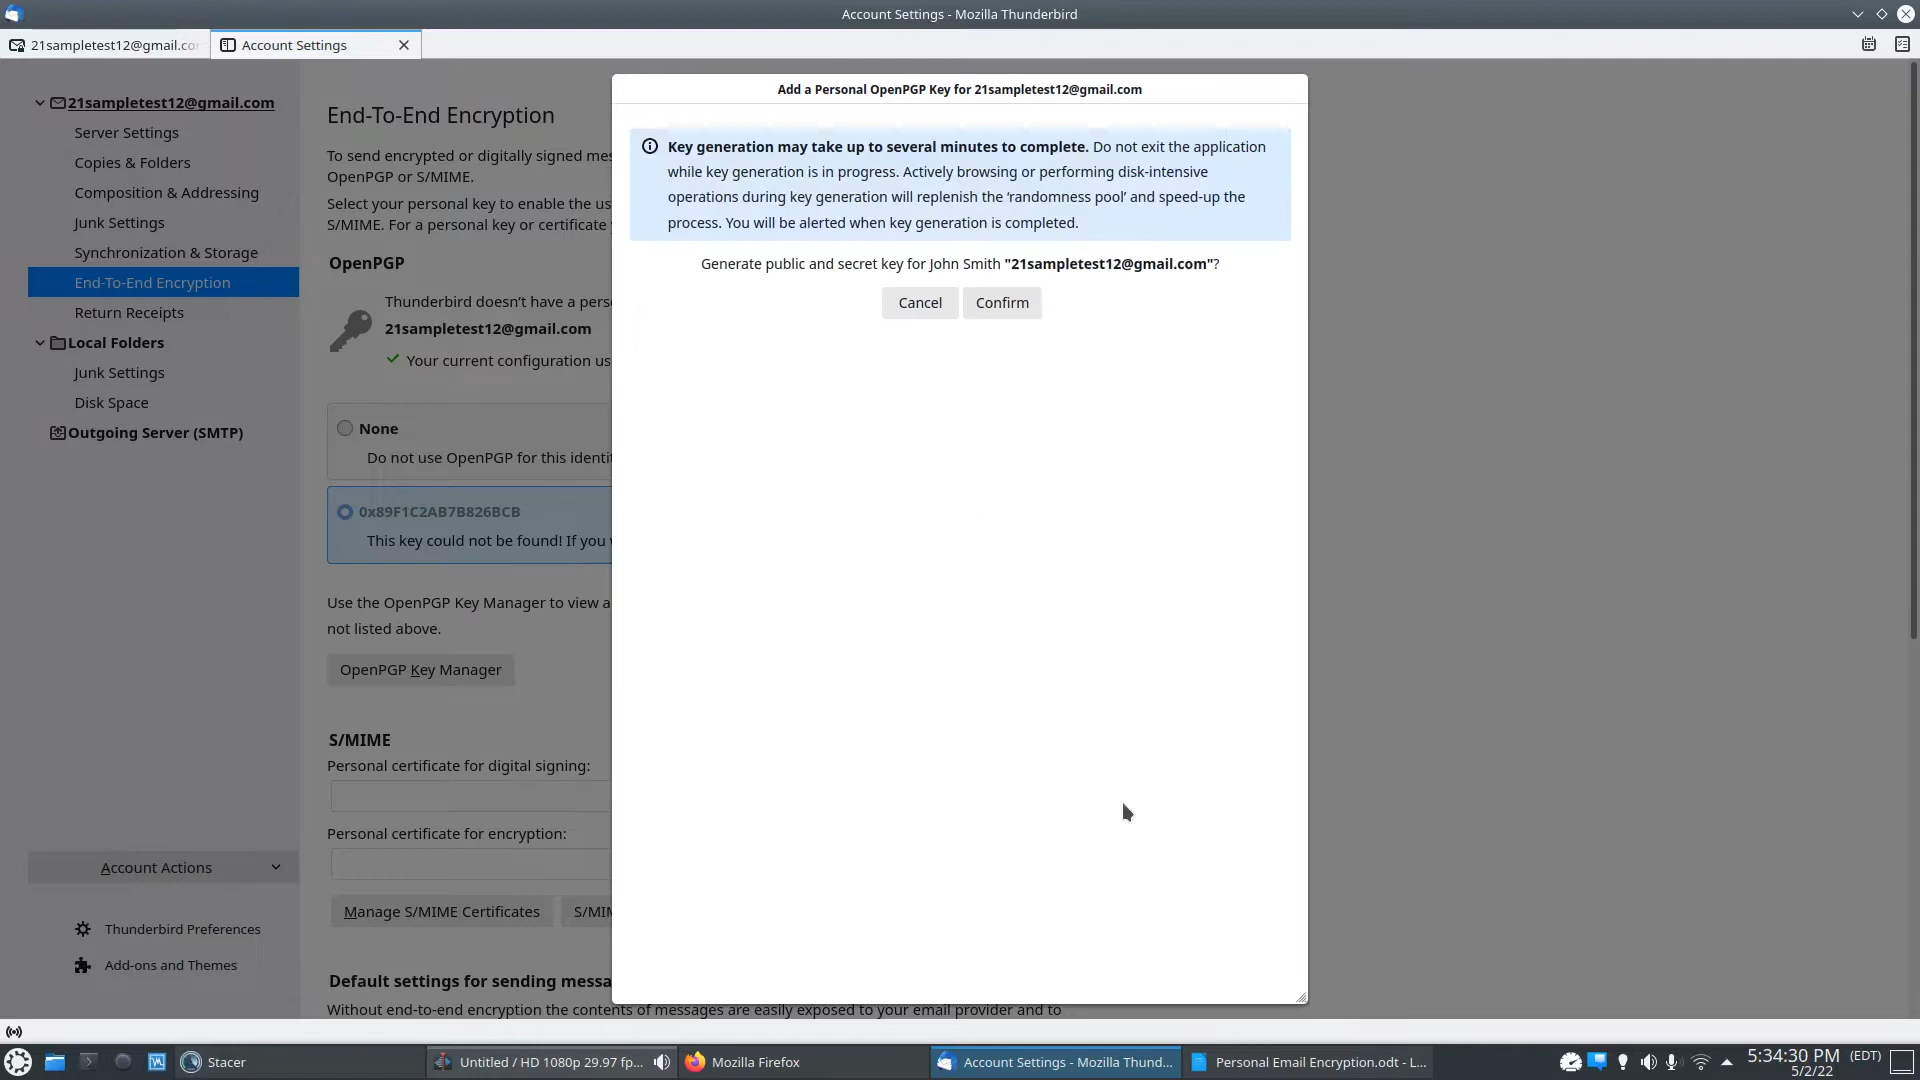 Account Settings - Mozilla Thunderbird
21sampletest12@gmail.co
Account Settings
21sampletest12@gmail.com
Server Settings
Copies & Folders
Composition & Addressing
Junk Settings
Synchronization & Storage
End-To-End Encryption
Return Receipts
Local Folders
Junk Settings
Disk Space
Outgoing Server (SMTP)
Account Actions
Thunderbird Preferences
Add-ons and Themes
End-To-End Encryption
To send encrypted or digitally signed mes
OpenPGP or S/MIME.
Select your personal key to enable the us
S/MIME. For a personal key or certificate
OpenPGP
Thunderbird doesn't have a pers
21sampletest12@gmail.com
Your current configuration us
None
Do not use OpenPGP for this identit
0x89F1C2AB7B826BCB
This key could not be found! If you
Use the OpenPGP Key Manager to view a
not listed above.
OpenPGP Key Manager
S/MIME
Personal certificate for digital signing:
Personal certificate for encryption:
Manage S/MIME Certificates
S/MIM
Default settings for sending messa
Without end-to-end encryption the contents of messages are easily exposed to your email provider and to
Add a Personal OpenPGP Key for 21sampletest12@gmail.com
Key generation may take up to several minutes to complete. Do not exit the application
while key generation is in progress. Actively browsing or performing disk-intensive
operations during key generation will replenish the ‘randomness pool’ and speed-up the
process. You will be alerted when key generation is completed.
Generate public and secret key for John Smith "21sampletest12@gmail.com"?
Cancel
Confirm
Stacer
Untitled / HD 1080p 29.97 fp...
Mozilla Firefox
Account Settings - Mozilla Thund...
Personal Email Encryption.odt - L...
5:34:30 PM (EDT)
5/2/22